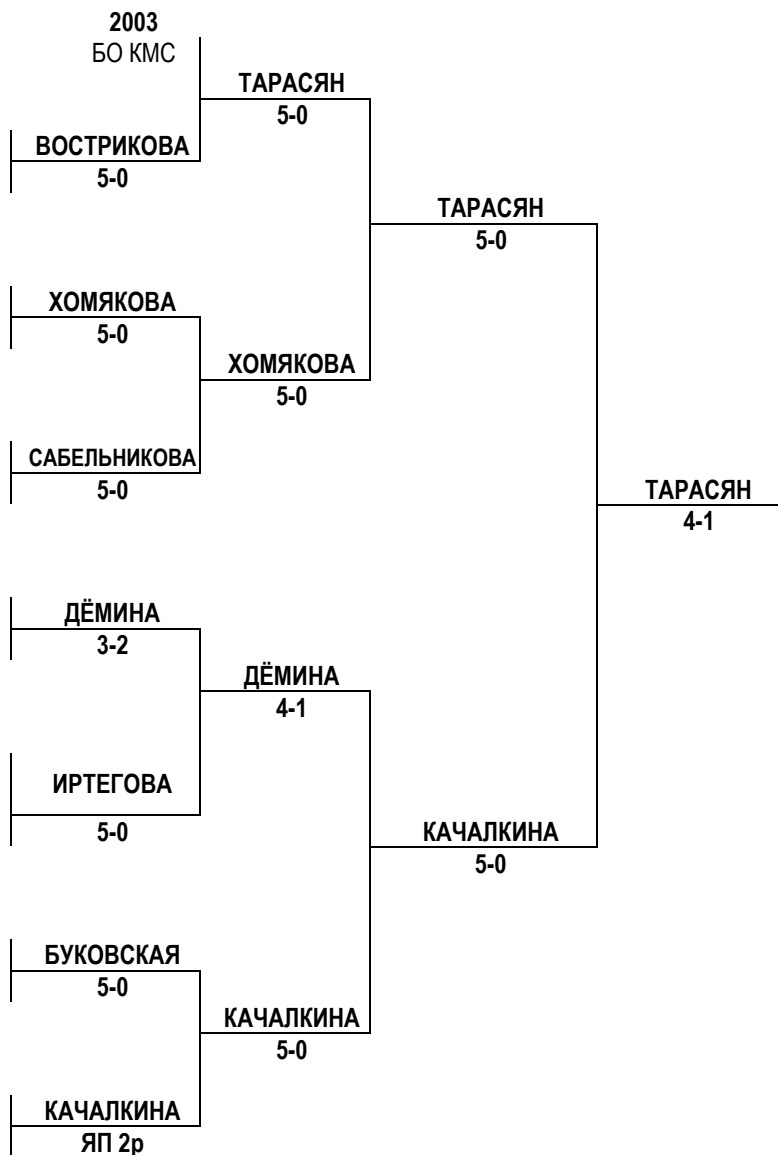 2003
БО КМС
ТАРАСЯН
5-0
ВОСТРИКОВА
5-0
ТАРАСЯН
5-0
ХОМЯКОВА
5-0
ХОМЯКОВА
5-0
САБЕЛЬНИКОВА
5-0
ТАРАСЯН
4-1
ДЁМИНА
3-2
ДЁМИНА
4-1
ИРТЕГОВА
5-0
КАЧАЛКИНА
5-0
БУКОВСКАЯ
5-0
КАЧАЛКИНА
5-0
КАЧАЛКИНА
ЯП 2р